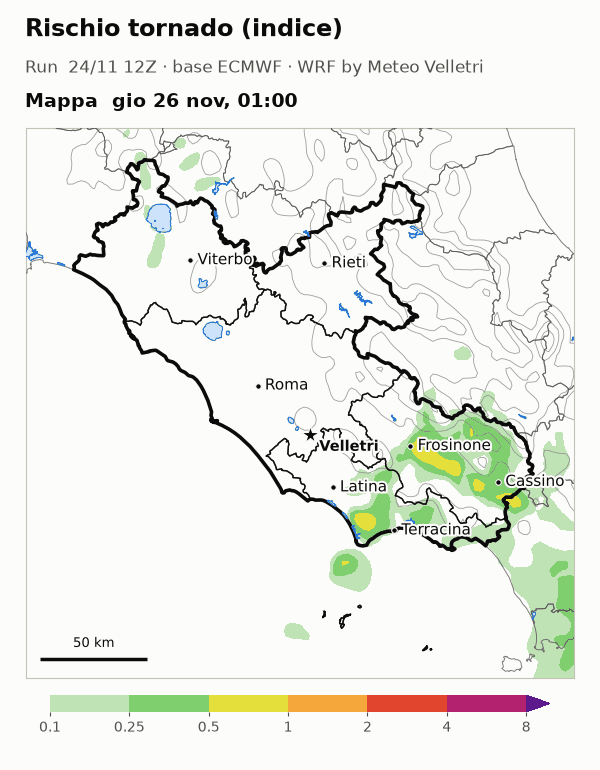 Rischio tornado (indice)
Run  24/11 12Z · base ECMWF · WRF by Meteo Velletri
Mappa  gio 26 nov, 01:00
Viterbo
Rieti
Roma
Velletri
Frosinone
Latina
Cassino
Terracina
50 km
0.1 0.25 0.5 1 2 4 8